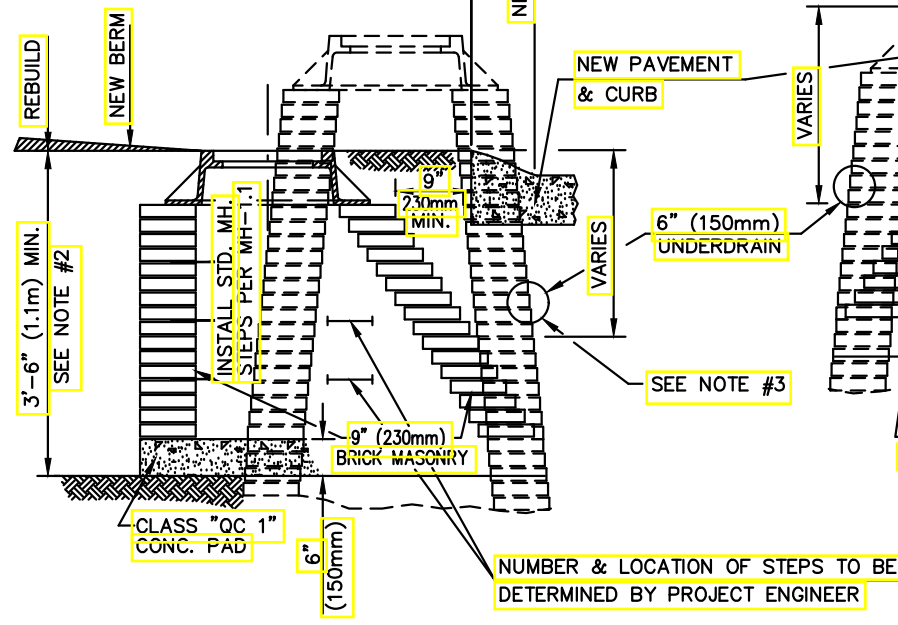 REBUILD
NEW BERM
NEW PAVEMENT
& CURB
VARIES
9"
230mm
MIN.
6" (150mm)
UNDERDRAIN
VARIES
3'-6" (1.1m) MIN.
SEE NOTE #2
INSTALL STD. MH.
STEPS PER MH-1.1
SEE NOTE #3
9" (230mm)
BRICK MASONRY
CLASS "QC 1"
CONC. PAD
6"
(150mm)
NUMBER & LOCATION OF STEPS TO BE
DETERMINED BY PROJECT ENGINEER